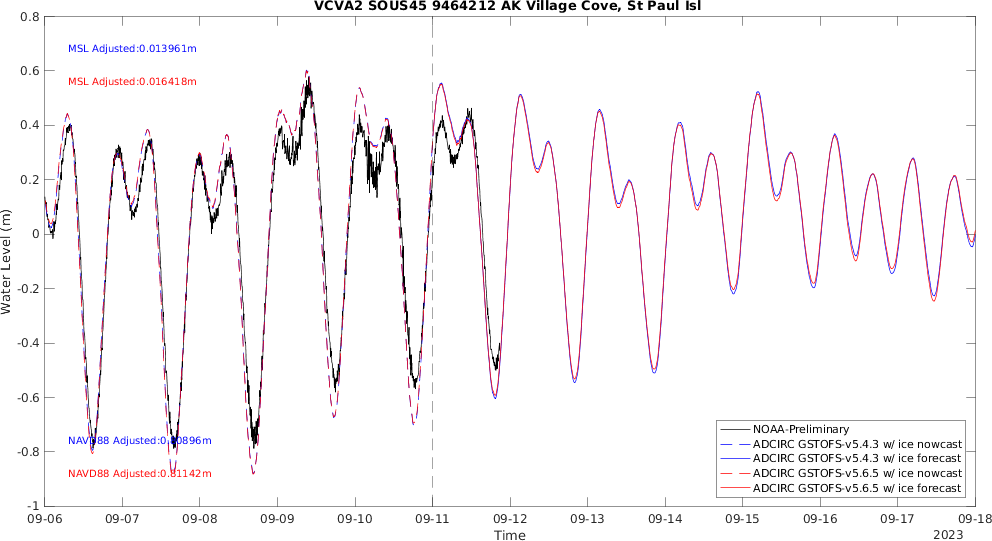 VCVA2 SOUS45 9464212 AK Village Cove, St Paul Isl
0.8
0.6
0.4
0.2
0
-0.2
-0.4
-0.6
-0.8
-1
Water Level (m)
MSL Adjusted:0.013961m
MSL Adjusted:0.016418m
NAVD88 Adjusted:
NAVD88 Adjusted:0.81142m
NOAA-Preliminary
ADCIRC GSTOFS-v5.4.3 w/ ice nowcast
ADCIRC GSTOFS-v5.4.3 w/ ice forecast
ADCIRC GSTOFS-v5.6.5 w/ ice nowcast
ADCIRC GSTOFS-v5.6.5 w/ ice forecast
09-06 09-07 09-08 09-09 09-10 09-11 09-12 09-13 09-14 09-15 09-16 09-17 09-18
Time
2023